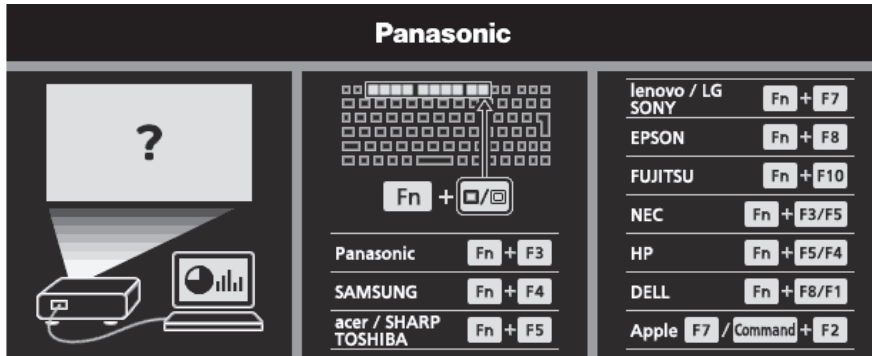 Panasonic
?
Fn + 
Panasonic Fn + F3
SAMSUNG Fn + F4
acer / SHARP
TOSHIBA Fn + F5
lenovo / LG
SONY Fn + F7
EPSON Fn + F8
FUJITSU Fn + F10
NEC Fn + F3/F5
HP Fn + F5/F4
DELL Fn + F8/F1
Apple F7 / Command + F2